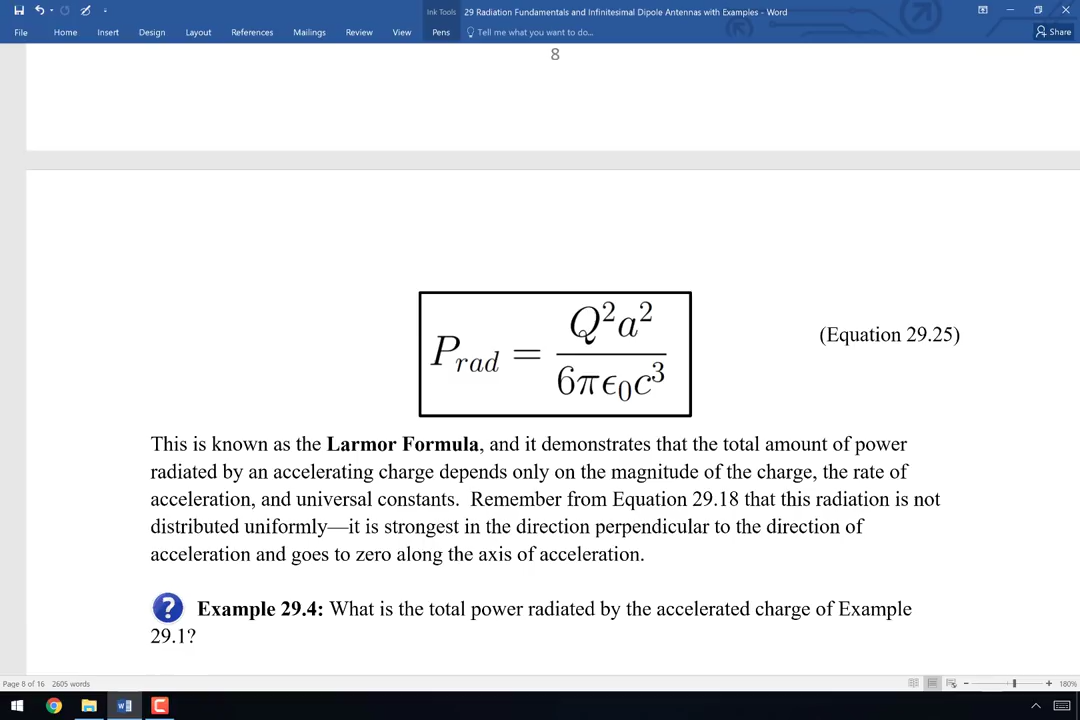 Ink Tools 29 Radiation Fundamentals and Infinitesimal Dipole Antennas with Examples - Word
File Home Insert Design Layout References Mailings Review View Pens Tell me what you want to do... Share
8
P_rad = Q²a² / 6πϵ₀c³
(Equation 29.25)
This is known as the Larmor Formula, and it demonstrates that the total amount of power
radiated by an accelerating charge depends only on the magnitude of the charge, the rate of
acceleration, and universal constants. Remember from Equation 29.18 that this radiation is not
distributed uniformly—it is strongest in the direction perpendicular to the direction of
acceleration and goes to zero along the axis of acceleration.
? Example 29.4: What is the total power radiated by the accelerated charge of Example
29.1?
Page 8 of 16 2605 words
180%